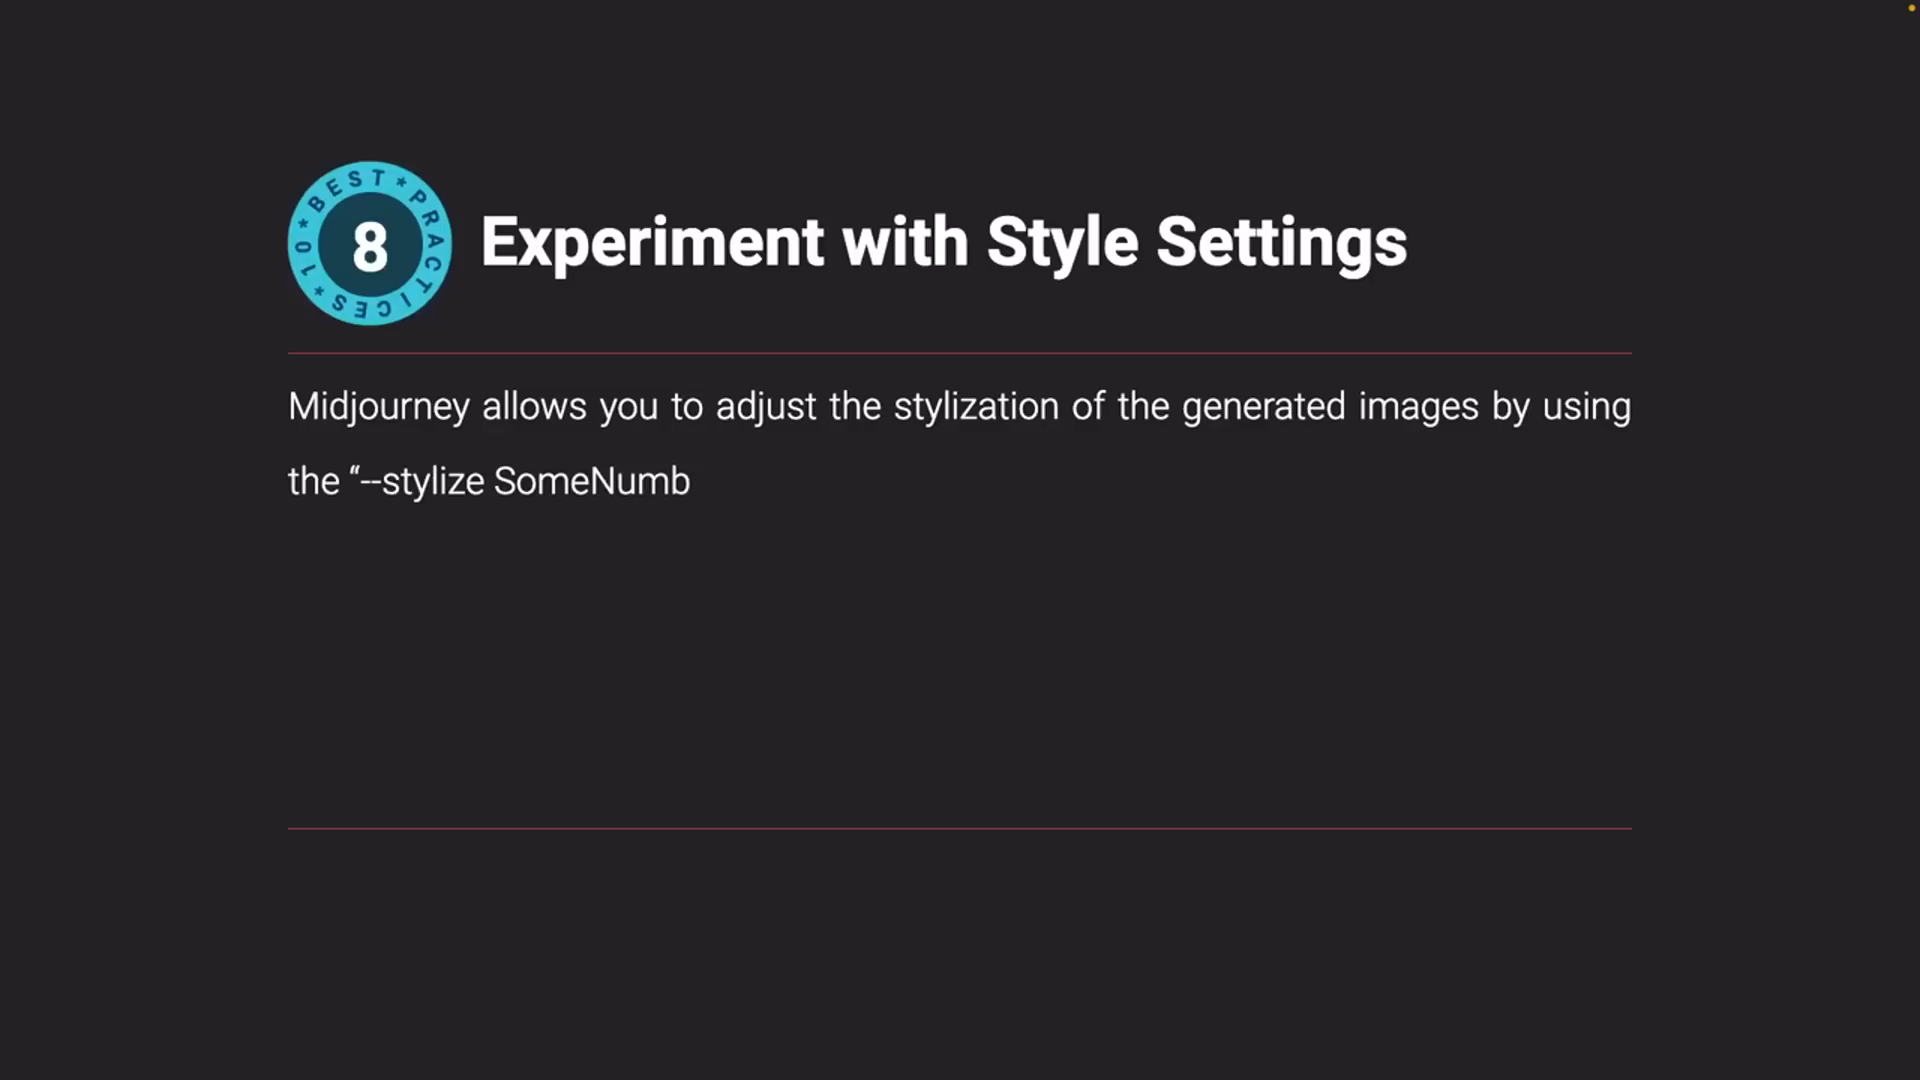 10 * BEST * PRACTICES *
8
Experiment with Style Settings
Midjourney allows you to adjust the stylization of the generated images by using
the “--stylize SomeNumb